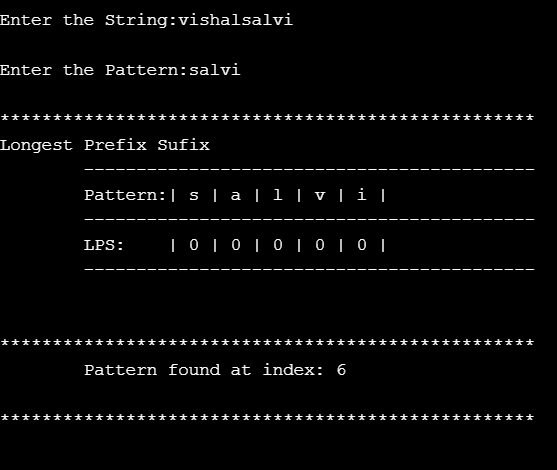 Enter the String:vishalsalvi
Enter the Pattern:salvi
***************************************************
Longest Prefix Sufix
-------------------------------------------
Pattern:| s | a | l | v | i |
-------------------------------------------
LPS:    | 0 | 0 | 0 | 0 | 0 |
-------------------------------------------
***************************************************
Pattern found at index: 6
***************************************************